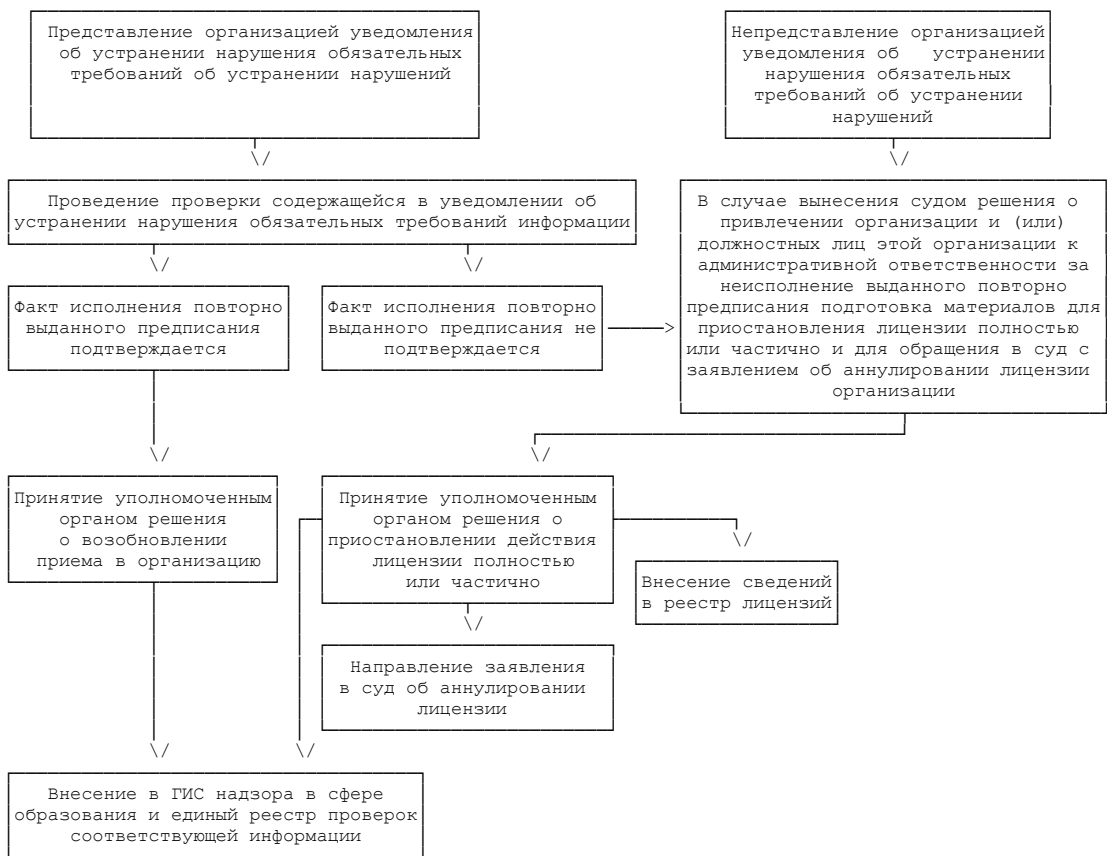 Представление организацией уведомления
об устранении нарушения обязательных
требований об устранении нарушений
Непредставление организацией
уведомления об устранении
нарушения обязательных
требований об устранении
нарушений
Проведение проверки содержащейся в уведомлении об
устранении нарушения обязательных требований информации
В случае вынесения судом решения о
привлечении организации и (или)
должностных лиц этой организации к
административной ответственности за
неисполнение выданного повторно
предписания подготовка материалов для
приостановления лицензии полностью
или частично и для обращения в суд с
заявлением об аннулировании лицензии
организации
Факт исполнения повторно
выданного предписания
подтверждается
Факт исполнения повторно
выданного предписания не
подтверждается
Принятие уполномоченным
органом решения
о возобновлении
приема в организацию
Принятие уполномоченным
органом решения о
приостановлении действия
лицензии полностью
или частично
Внесение сведений
в реестр лицензий
Направление заявления
в суд об аннулировании
лицензии
Внесение в ГИС надзора в сфере
образования и единый реестр проверок
соответствующей информации